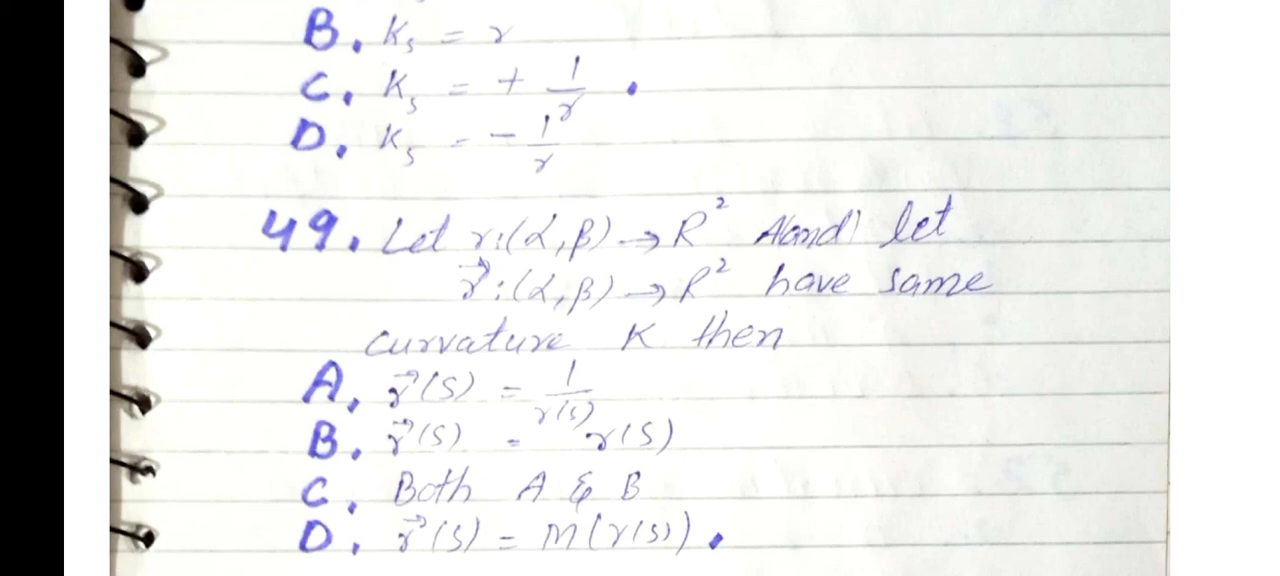 B. Ks = r
C. Ks = + 1/r .
D. Ks = - 1/r
49. Let r:(α,β)→R² and let
r⃗:(α,β)→R² have same
curvature K then
A. r⃗(s) = 1/r(s)
B. r⃗(s) = r(s)
C. Both A & B
D. r⃗(s) = M(r(s)) .